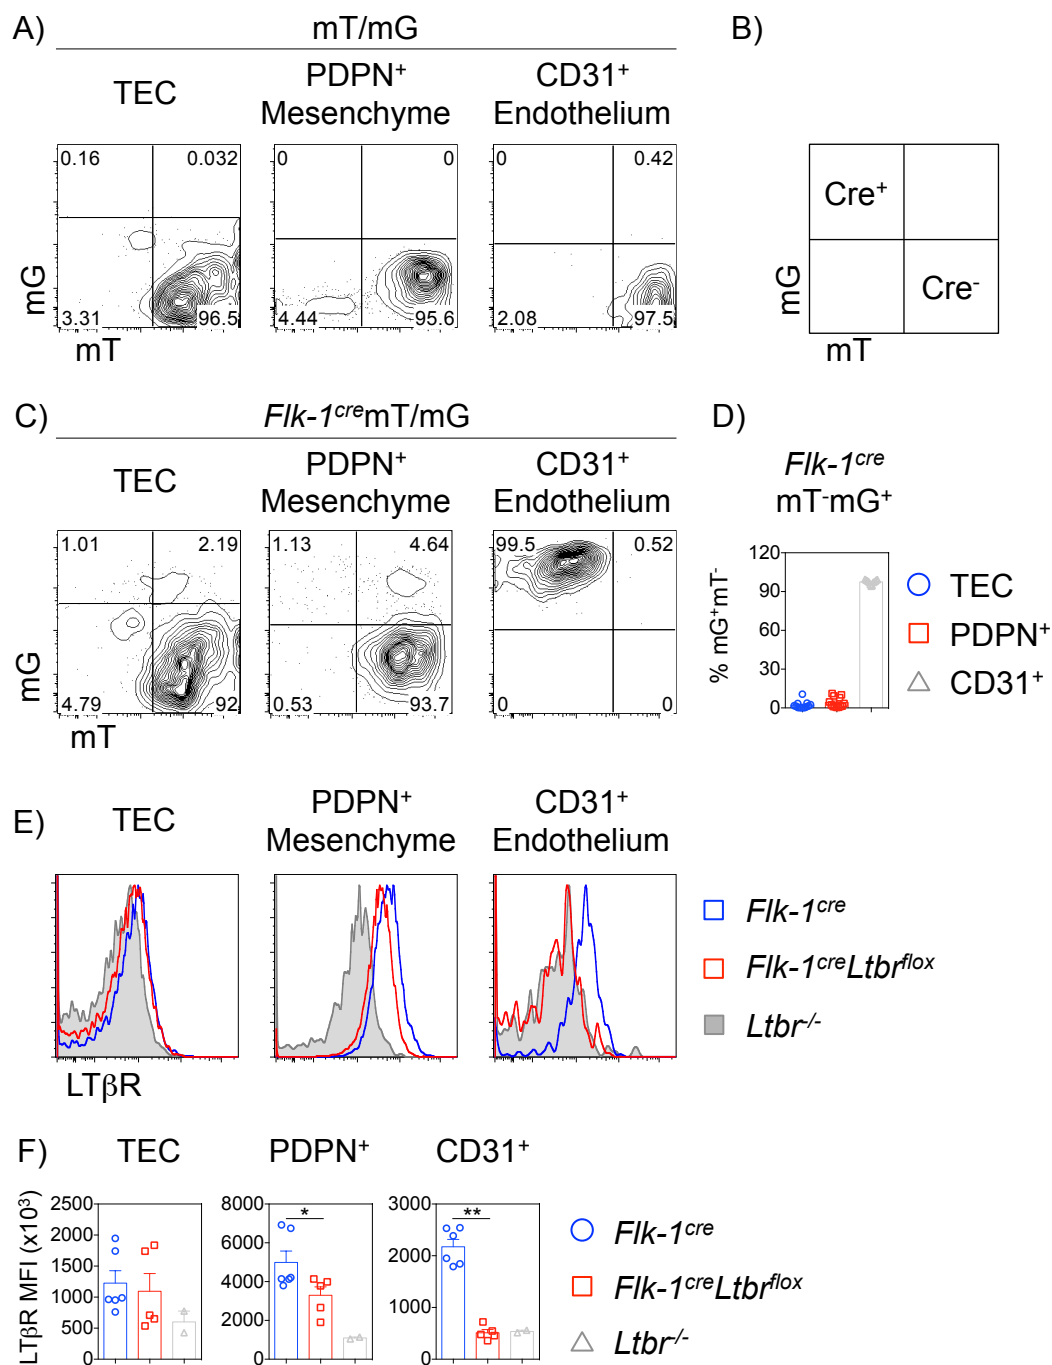 A)
mT/mG
B)
TEC
PDPN⁺
Mesenchyme
CD31⁺
Endothelium
0.16
0.032
0
0
0
0.42
3.31
96.5
4.44
95.6
2.08
97.5
mG
mT
Cre⁺
Cre⁻
mG
mT
C)
Flk-1ᶜʳᵉmT/mG
D)
TEC
PDPN⁺
Mesenchyme
CD31⁺
Endothelium
1.01
2.19
1.13
4.64
99.5
0.52
4.79
92
0.53
93.7
0
0
mG
mT
Flk-1ᶜʳᵉ
mT⁻mG⁺
% mG⁺mT⁻
120
90
60
30
0
TEC
PDPN⁺
CD31⁺
E)
TEC
PDPN⁺
Mesenchyme
CD31⁺
Endothelium
LTβR
Flk-1ᶜʳᵉ
Flk-1ᶜʳᵉLtbrᶠˡᵒˣ
Ltbr⁻/⁻
F)
TEC
PDPN⁺
CD31⁺
LTβR MFI (x10³)
2500
2000
1500
1000
500
0
8000
6000
4000
2000
0
*
3000
2000
1000
0
**
Flk-1ᶜʳᵉ
Flk-1ᶜʳᵉLtbrᶠˡᵒˣ
Ltbr⁻/⁻